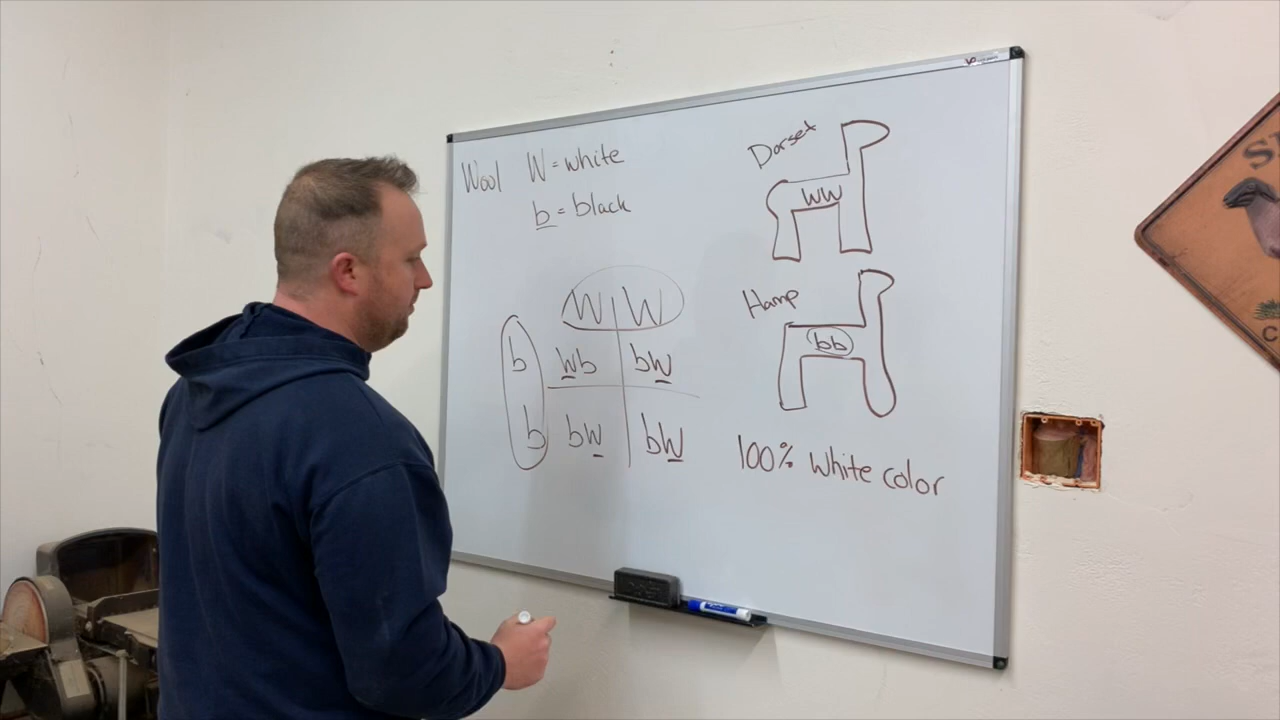 Wool W = white
b = black
W W
b Wb bW
b bW bW
Dorset
WW
Hamp
bb
100% white color